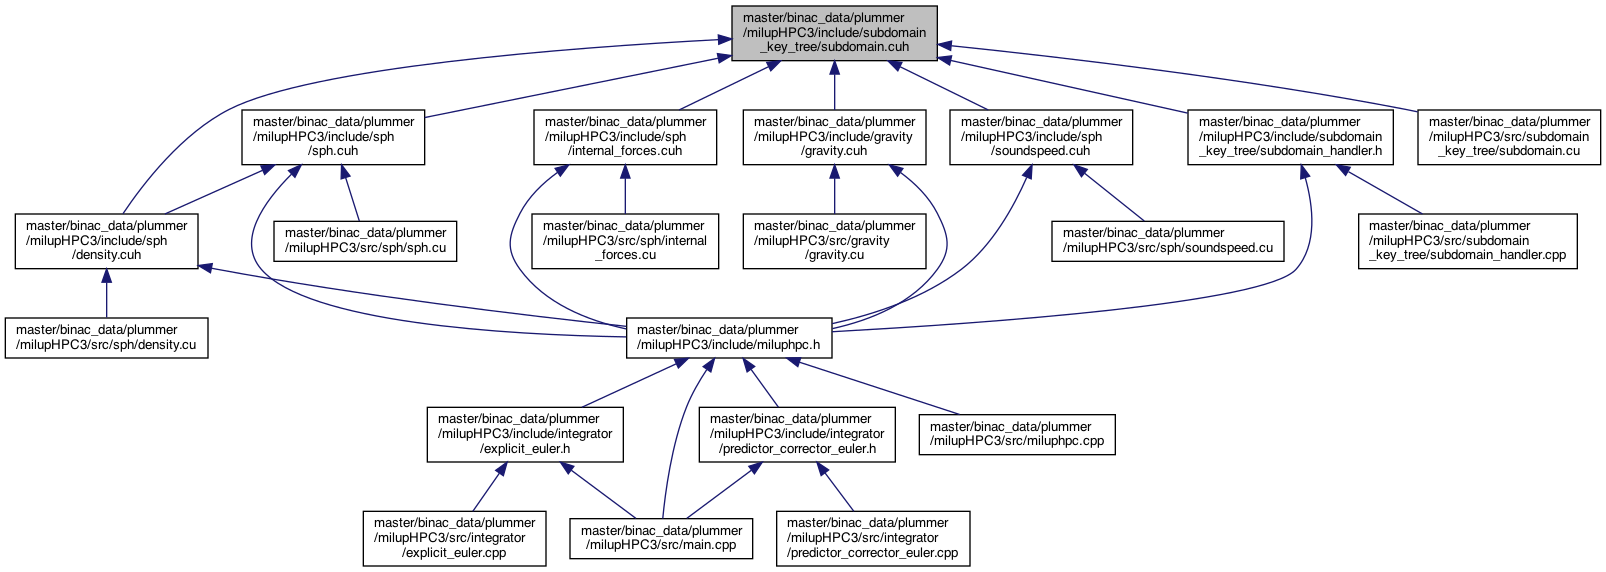 master/binac_data/plummer
/milupHPC3/include/subdomain
_key_tree/subdomain.cuh
master/binac_data/plummer
/milupHPC3/include/sph
/sph.cuh
master/binac_data/plummer
/milupHPC3/include/sph
/internal_forces.cuh
master/binac_data/plummer
/milupHPC3/include/gravity
/gravity.cuh
master/binac_data/plummer
/milupHPC3/include/sph
/soundspeed.cuh
master/binac_data/plummer
/milupHPC3/include/subdomain
_key_tree/subdomain_handler.h
master/binac_data/plummer
/milupHPC3/src/subdomain
_key_tree/subdomain.cu
master/binac_data/plummer
/milupHPC3/include/sph
/density.cuh
master/binac_data/plummer
/milupHPC3/src/sph/sph.cu
master/binac_data/plummer
/milupHPC3/src/sph/internal
_forces.cu
master/binac_data/plummer
/milupHPC3/src/gravity
/gravity.cu
master/binac_data/plummer
/milupHPC3/src/sph/soundspeed.cu
master/binac_data/plummer
/milupHPC3/src/subdomain
_key_tree/subdomain_handler.cpp
master/binac_data/plummer
/milupHPC3/src/sph/density.cu
master/binac_data/plummer
/milupHPC3/include/miluphpc.h
master/binac_data/plummer
/milupHPC3/include/integrator
/explicit_euler.h
master/binac_data/plummer
/milupHPC3/include/integrator
/predictor_corrector_euler.h
master/binac_data/plummer
/milupHPC3/src/miluphpc.cpp
master/binac_data/plummer
/milupHPC3/src/integrator
/explicit_euler.cpp
master/binac_data/plummer
/milupHPC3/src/main.cpp
master/binac_data/plummer
/milupHPC3/src/integrator
/predictor_corrector_euler.cpp